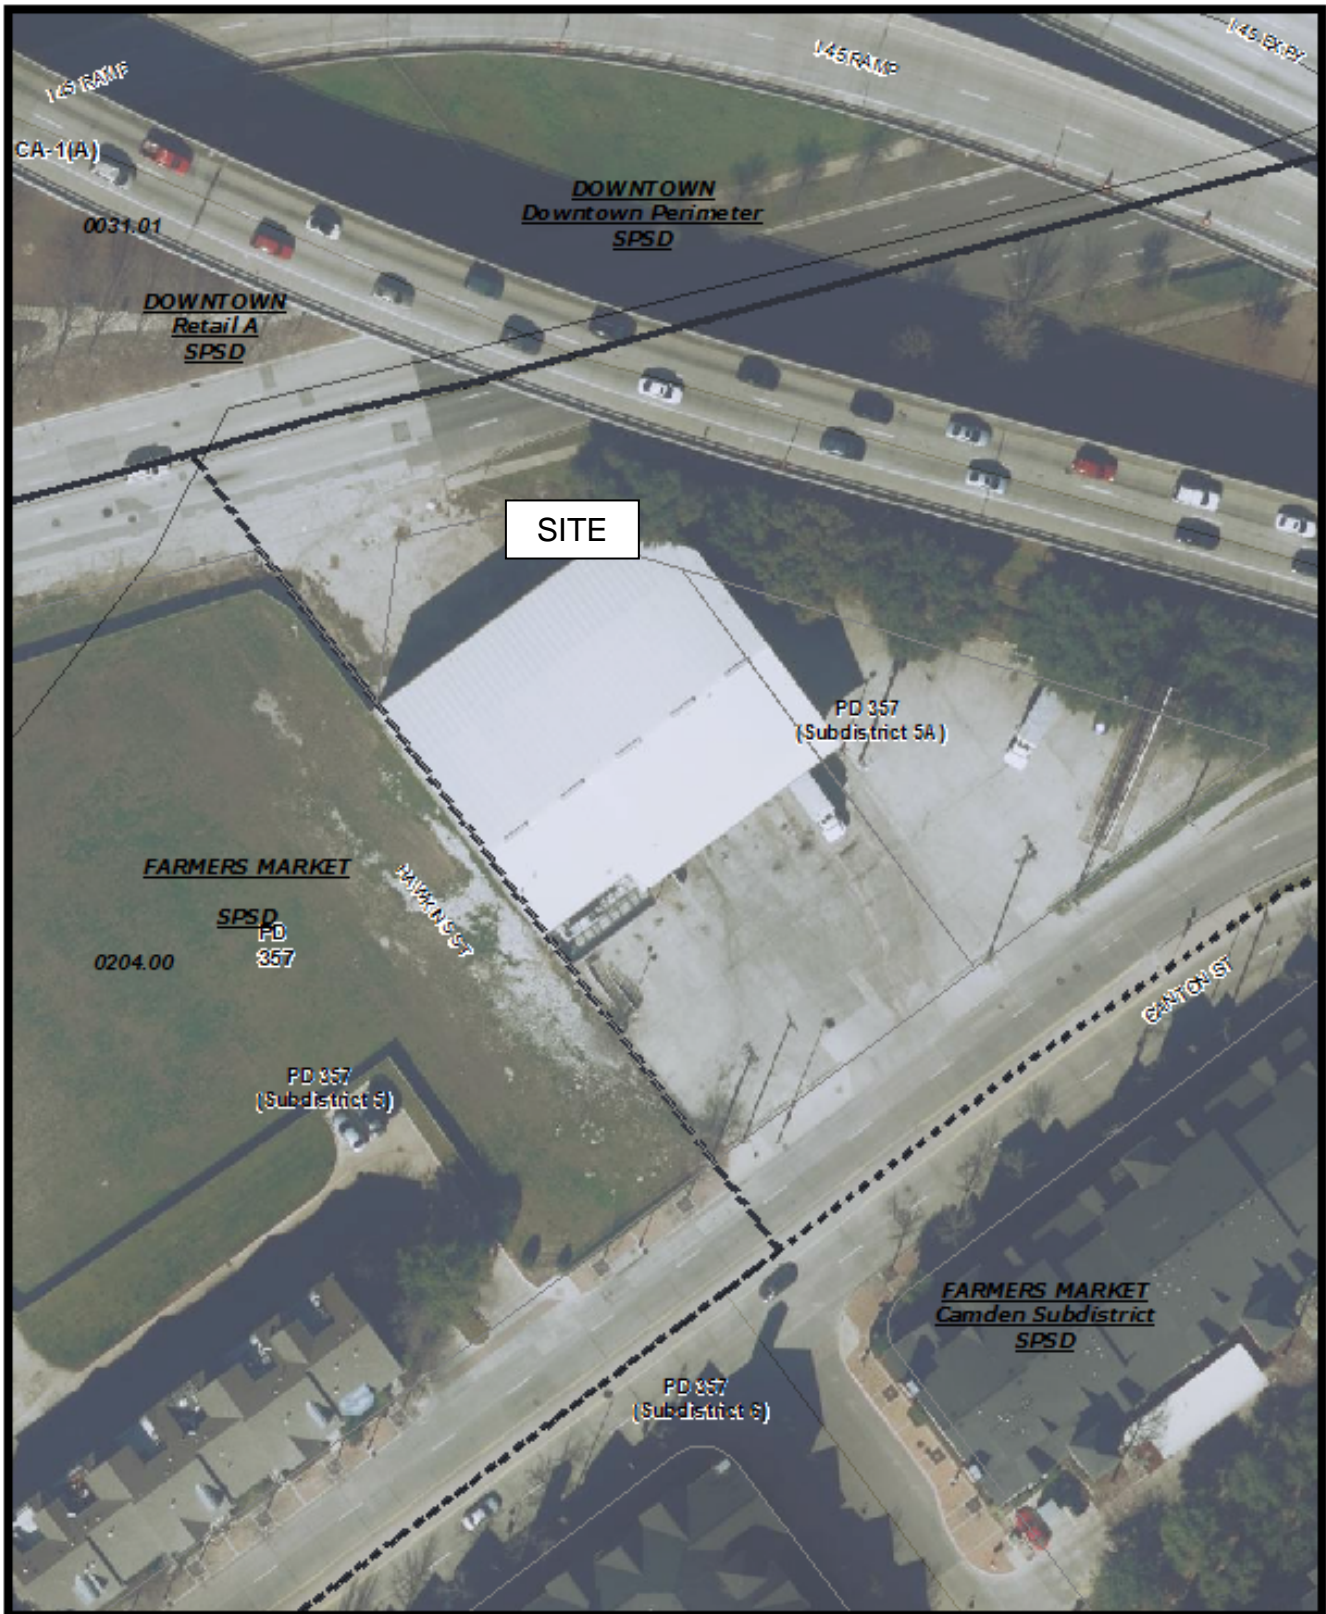 I-45 RAMP
I-45 RAMP
I-45 EXPY
CA-1(A)
0031.01
DOWNTOWN
Downtown Perimeter
SPSD
DOWNTOWN
Retail A
SPSD
SITE
PD 357
(Subdistrict 5A)
FARMERS MARKET
SPSD
PD
357
0204.00
HAWKINS ST
CANTON ST
PD 357
(Subdistrict 5)
FARMERS MARKET
Camden Subdistrict
SPSD
PD 357
(Subdistrict 6)